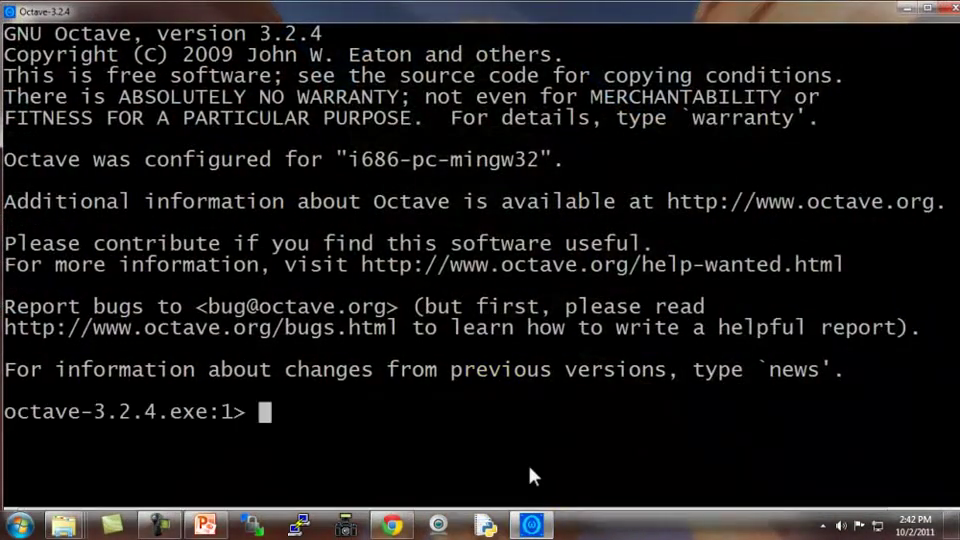 Octave-3.2.4
GNU Octave, version 3.2.4
Copyright (C) 2009 John W. Eaton and others.
This is free software; see the source code for copying conditions.
There is ABSOLUTELY NO WARRANTY; not even for MERCHANTABILITY or
FITNESS FOR A PARTICULAR PURPOSE.  For details, type `warranty'.
Octave was configured for "i686-pc-mingw32".
Additional information about Octave is available at http://www.octave.org.
Please contribute if you find this software useful.
For more information, visit http://www.octave.org/help-wanted.html
Report bugs to <bug@octave.org> (but first, please read
http://www.octave.org/bugs.html to learn how to write a helpful report).
For information about changes from previous versions, type `news'.
octave-3.2.4.exe:1>
2:42 PM
10/2/2011